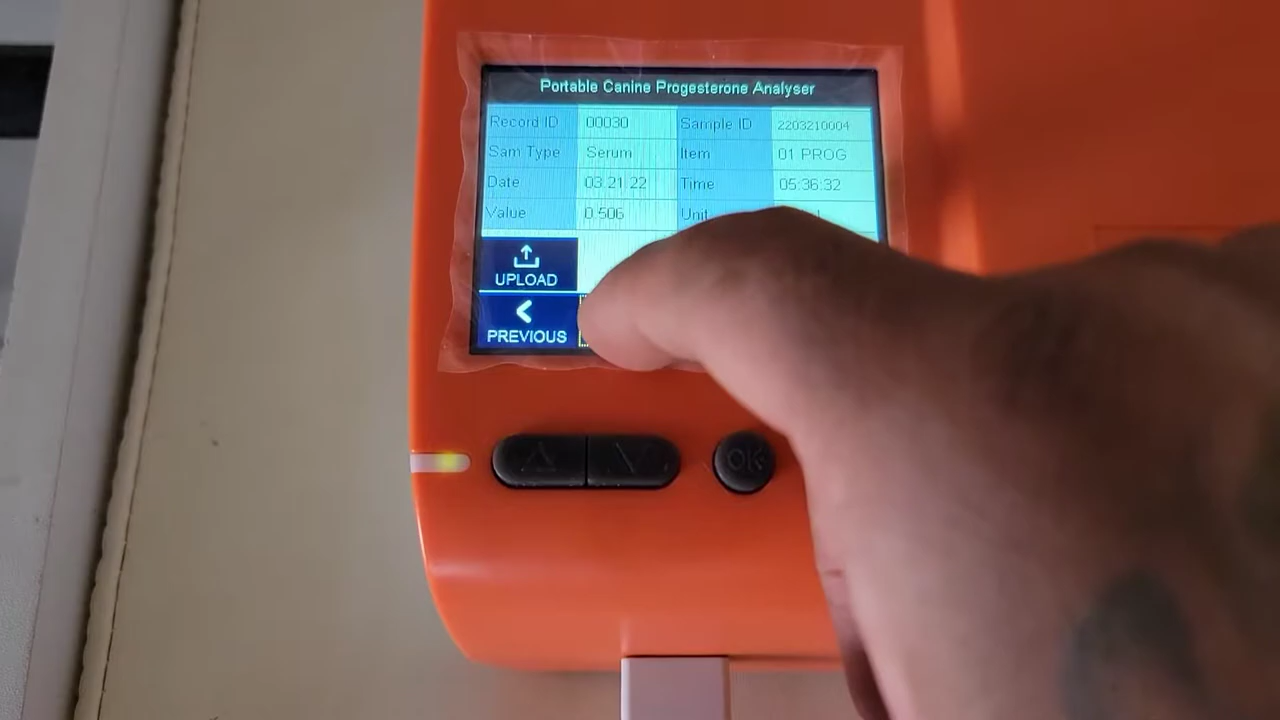 Portable Canine Progesterone Analyser
Record ID 00030 Sample ID 2203210004
Sam Type Serum Item 01 PROG
Date 03.21.22 Time 05:36:32
Value 0.506 Unit
UPLOAD
PREVIOUS
OK